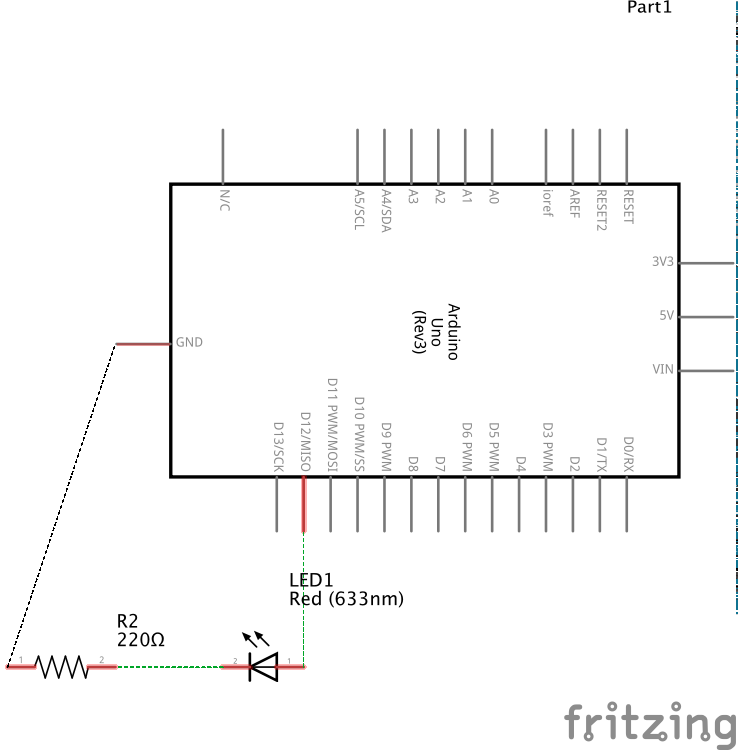 Part1
N/C
A5/SCL
A4/SDA
A3
A2
A1
A0
ioref
AREF
RESET2
RESET
3V3
5V
VIN
Arduino
Uno
(Rev3)
GND
D13/SCK
D12/MISO
D11 PWM/MOSI
D10 PWM/SS
D9 PWM
D8
D7
D6 PWM
D5 PWM
D4
D3 PWM
D2
D1/TX
D0/RX
LED1
Red (633nm)
R2
220Ω
1
2
2
1
fritzing